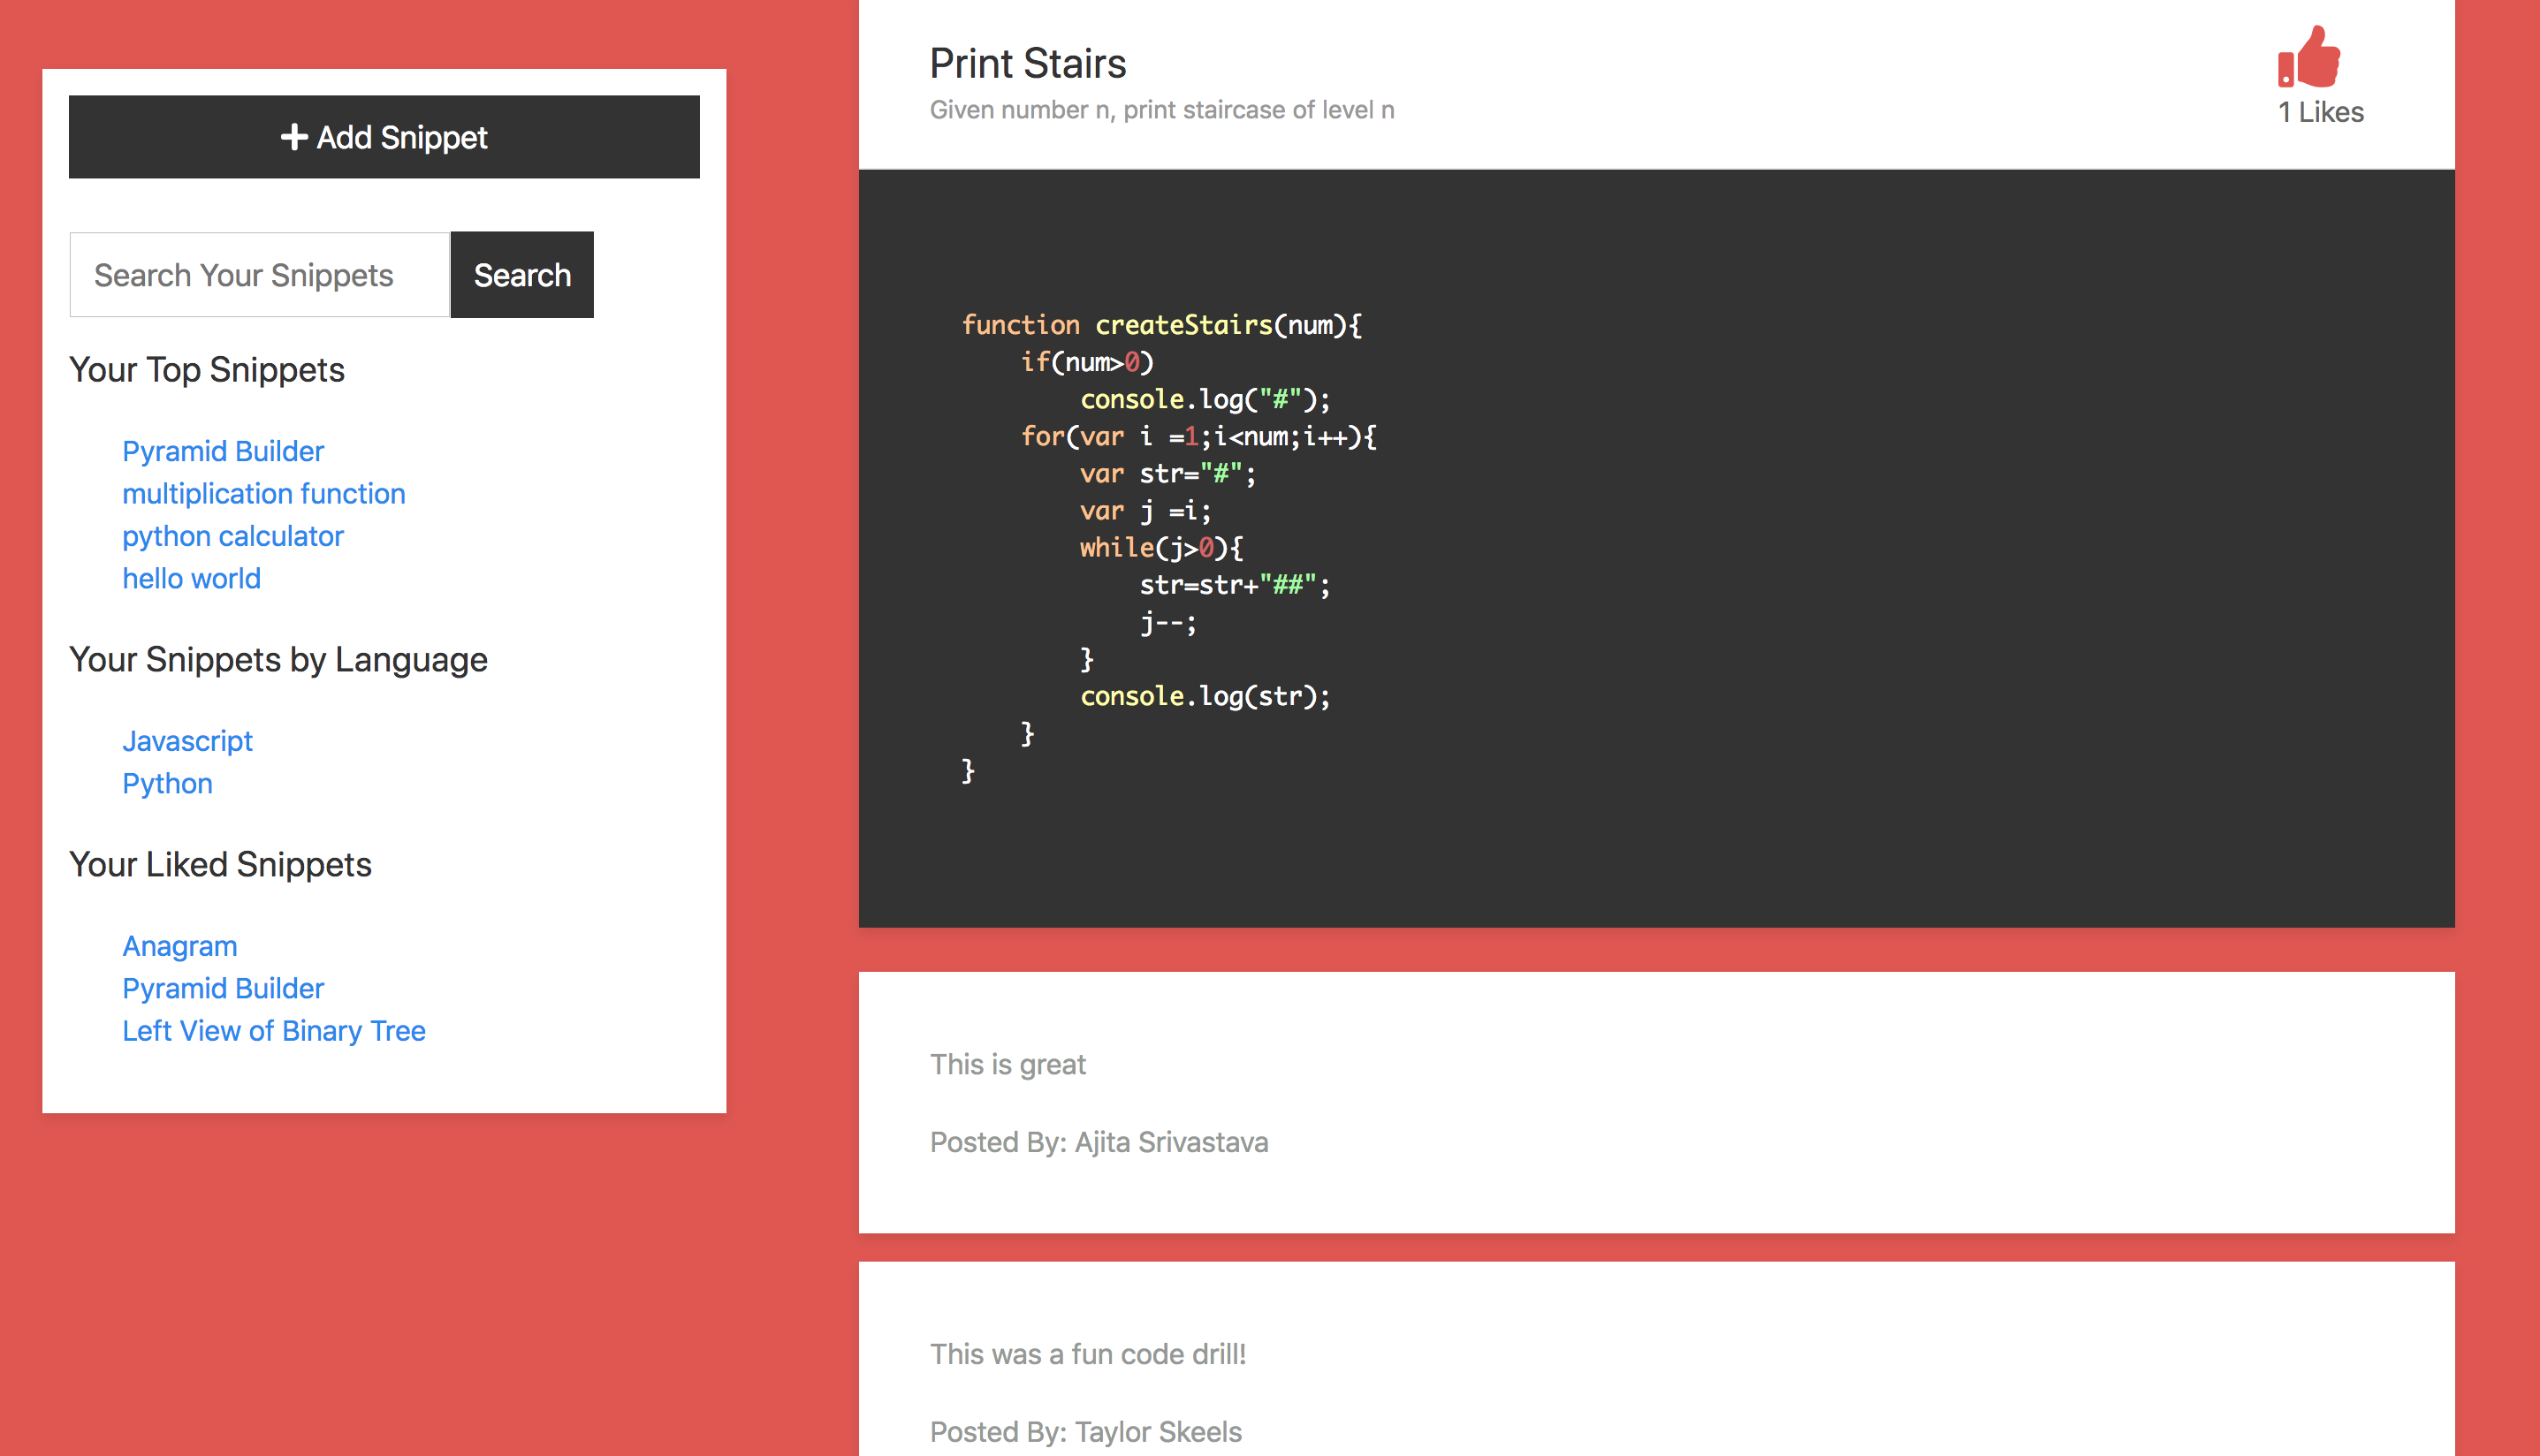 Add Snippet
Search Your Snippets
Search
Your Top Snippets
Pyramid Builder
multiplication function
python calculator
hello world
Your Snippets by Language
Javascript
Python
Your Liked Snippets
Anagram
Pyramid Builder
Left View of Binary Tree
Print Stairs
Given number n, print staircase of level n
1 Likes
function createStairs(num){
    if(num>0)
        console.log("#");
    for(var i =1;i<num;i++){
        var str="#";
        var j =i;
        while(j>0){
            str=str+"##";
            j--;
        }
        console.log(str);
    }
}
This is great
Posted By: Ajita Srivastava
This was a fun code drill!
Posted By: Taylor Skeels